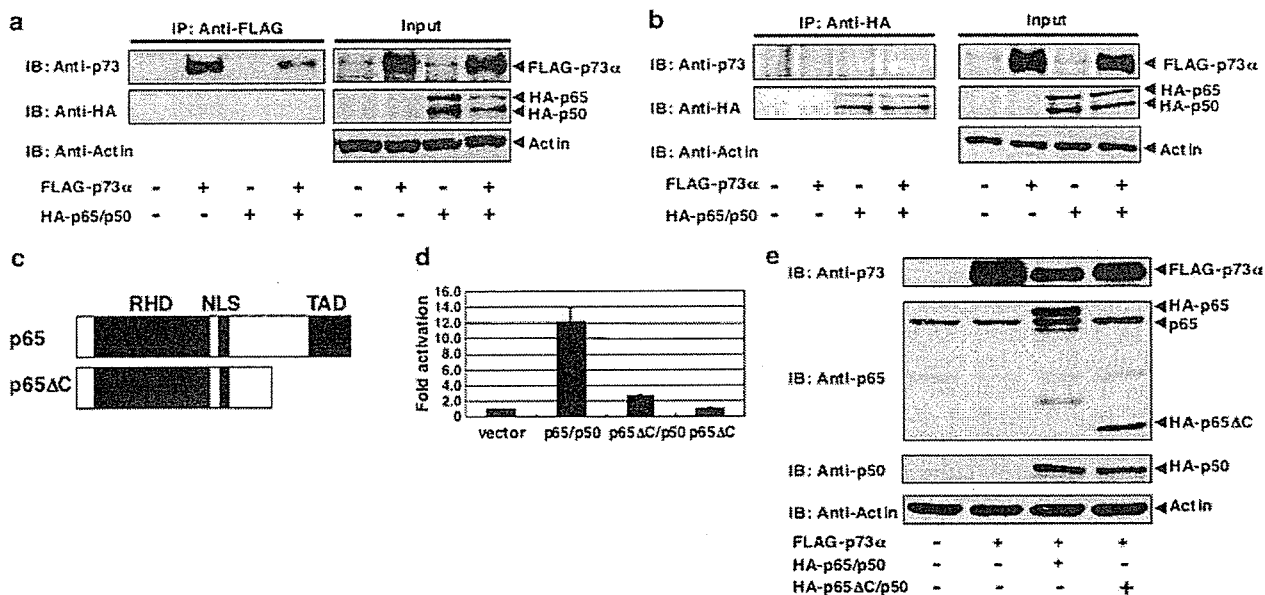 a
IP: Anti-FLAG
Input
IB: Anti-p73
FLAG-p73α
IB: Anti-HA
HA-p65
HA-p50
IB: Anti-Actin
Actin
FLAG-p73α - + - + - + - +
HA-p65/p50 - - + + - - + +
b
IP: Anti-HA
Input
IB: Anti-p73
FLAG-p73α
IB: Anti-HA
HA-p65
HA-p50
IB: Anti-Actin
Actin
FLAG-p73α - + - + - + - +
HA-p65/p50 - - + + - - + +
c
RHD NLS TAD
p65
p65ΔC
d
Fold activation
16.0
14.0
12.0
10.0
8.0
6.0
4.0
2.0
0
vector p65/p50 p65ΔC/p50 p65ΔC
e
IB: Anti-p73
FLAG-p73α
HA-p65
p65
IB: Anti-p65
HA-p65ΔC
IB: Anti-p50
HA-p50
IB: Anti-Actin
Actin
FLAG-p73α - + + +
HA-p65/p50 - - + -
HA-p65ΔC/p50 - - - +